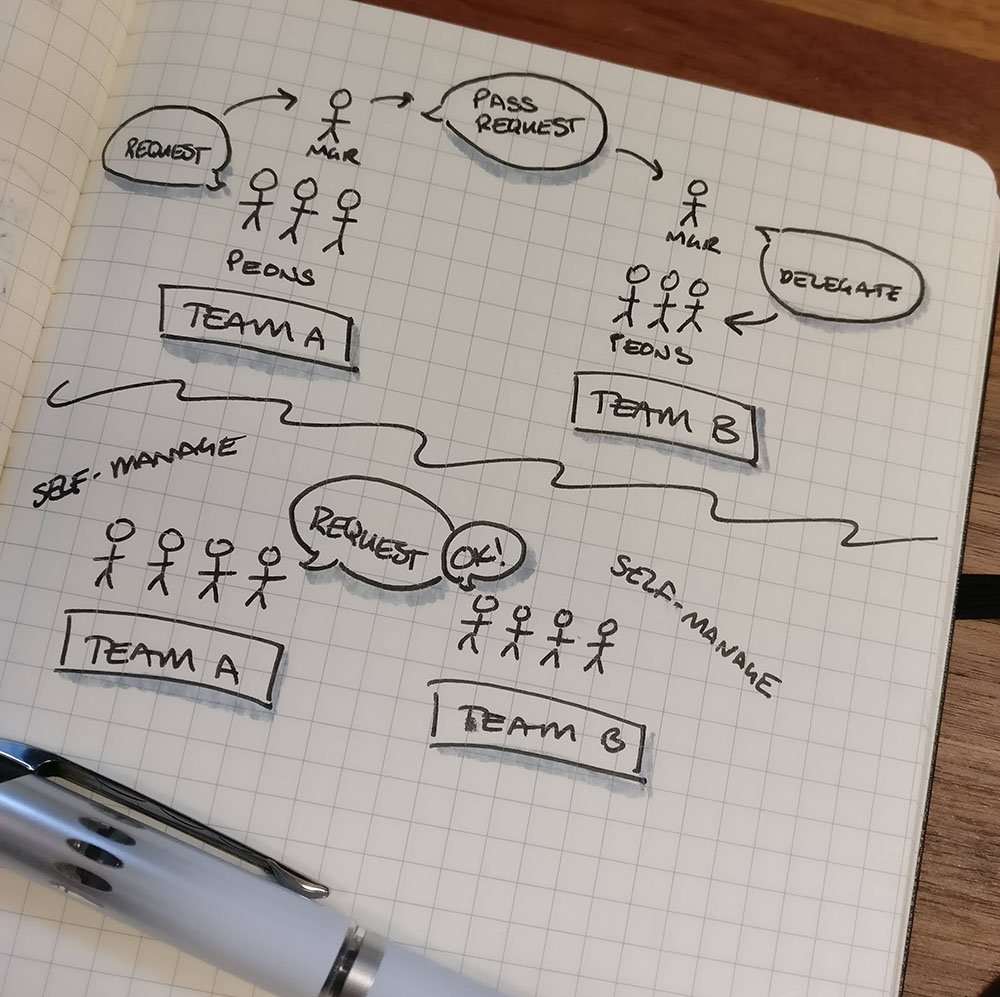 PASS
REQUEST
REQUEST
MGR
MGR
PEONS
DELEGATE
TEAM A
PEONS
TEAM B
SELF-MANAGE
REQUEST
OK!
SELF-MANAGE
TEAM A
TEAM B